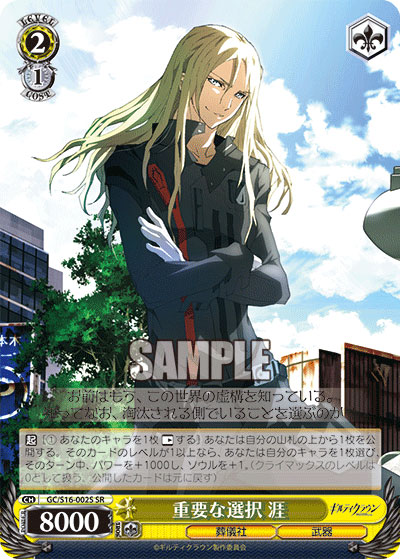 LEVEL
2
1
COST
SAMPLE
お前はもう、この世界の虚構を知っている。
知ってなお、淘汰される側でいることを選ぶのか
起【① あなたのキャラを1枚レストする】あなたは自分の山札の上から1枚を公開する。そのカードのレベルが1以上なら、あなたは自分のキャラを1枚選び、そのターン中、パワーを+1000し、ソウルを+1。(クライマックスのレベルは0として扱う。公開したカードは元に戻す)
CH GC/S16-002S SR
8000
重要な選択 涯
ギルティクラウン
葬儀社
武器
©ギルティクラウン製作委員会